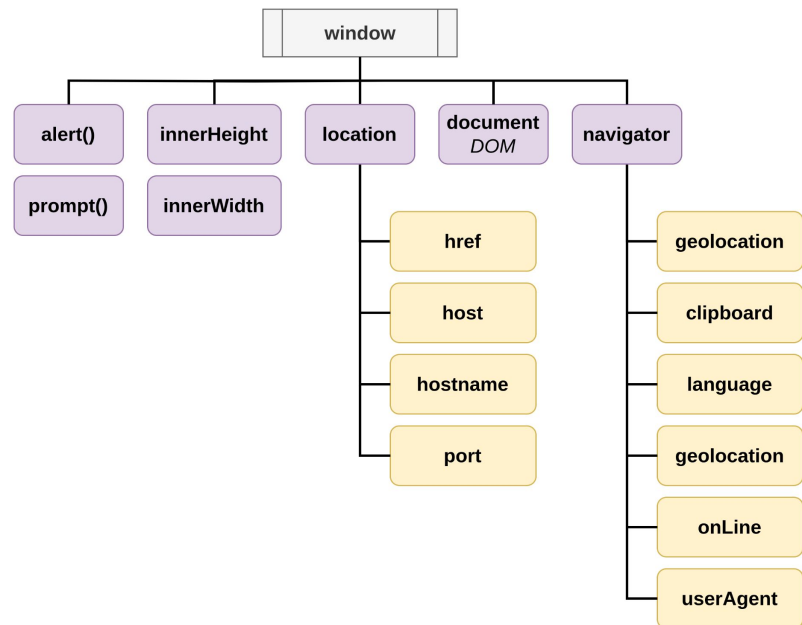 window
alert()
innerHeight
location
document
DOM
navigator
prompt()
innerWidth
href
host
hostname
port
geolocation
clipboard
language
geolocation
onLine
userAgent